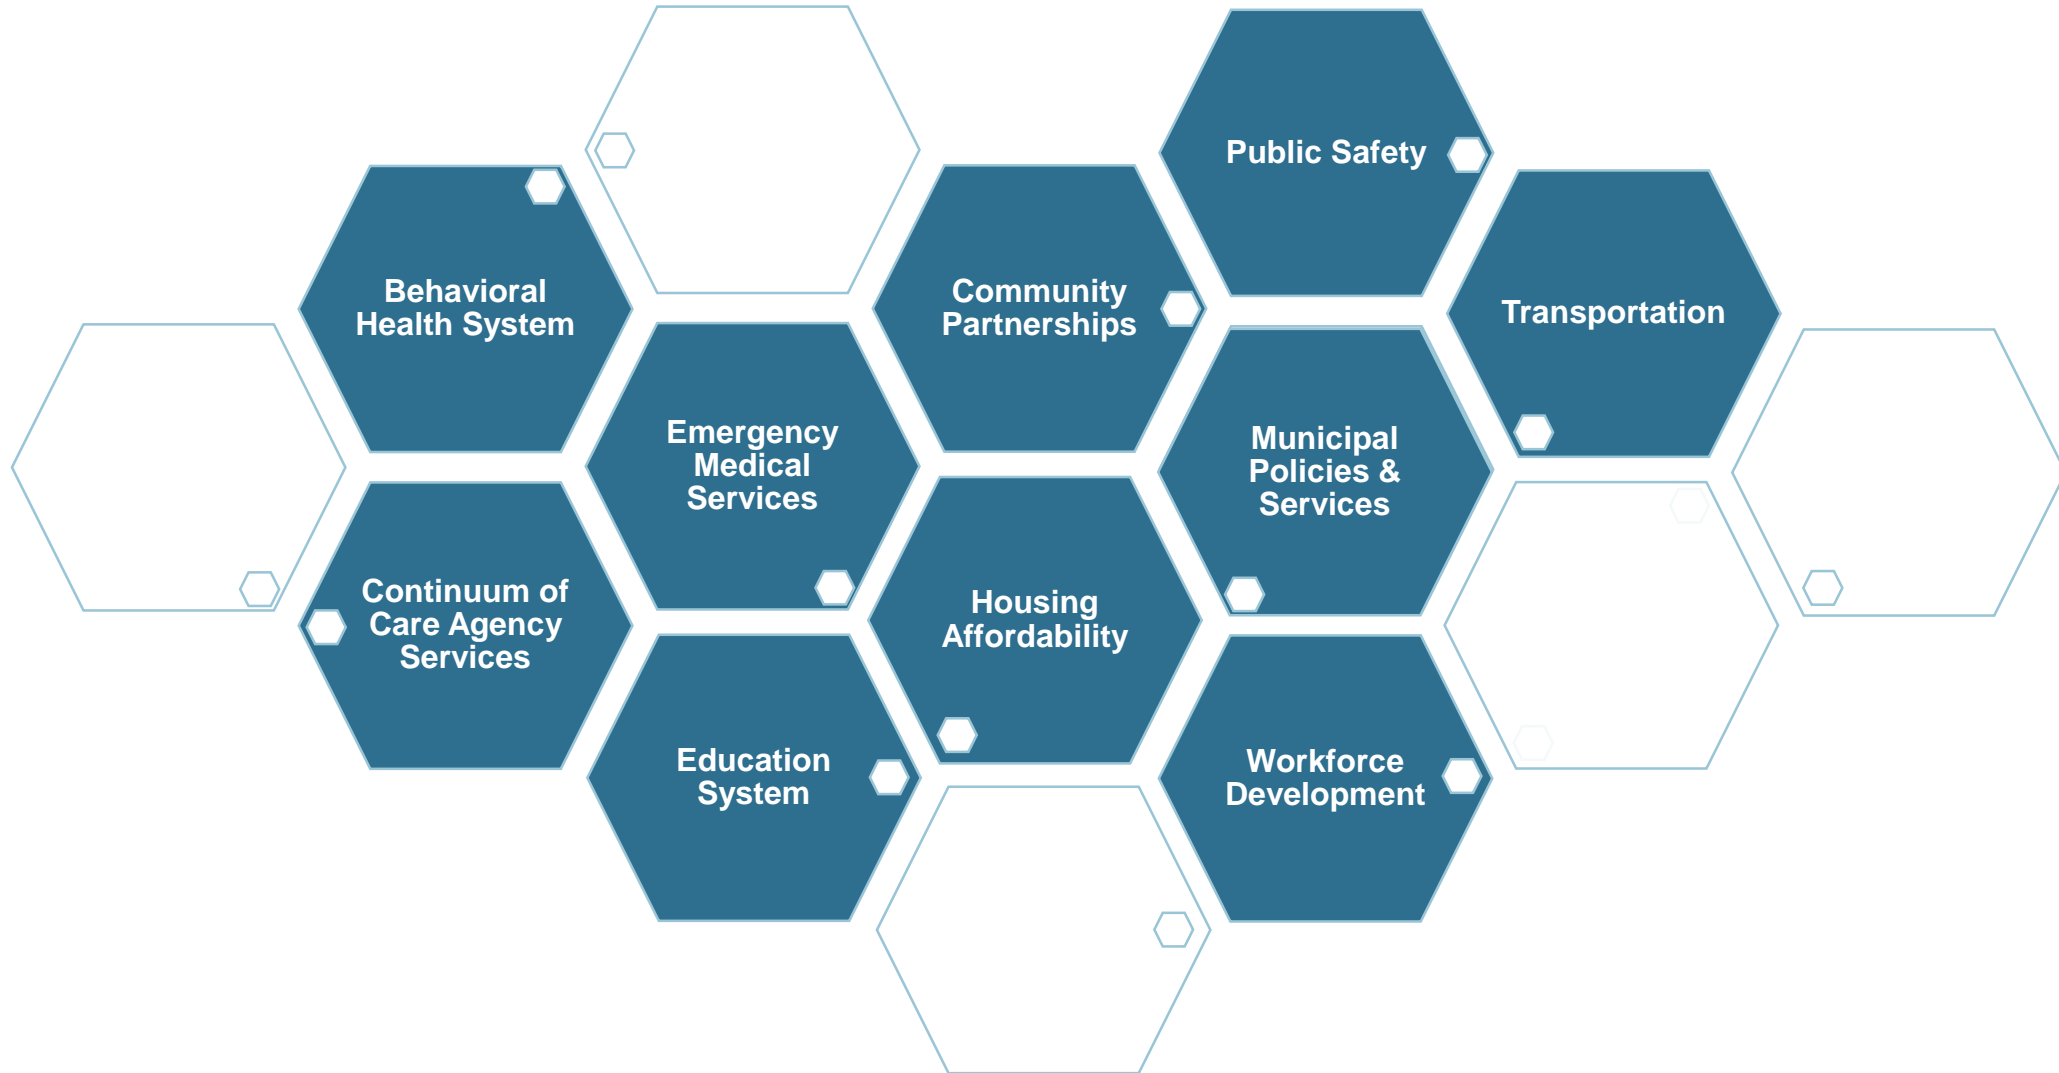 Public Safety
Behavioral
Health System
Community
Partnerships
Transportation
Emergency
Medical
Services
Municipal
Policies &
Services
Continuum of
Care Agency
Services
Housing
Affordability
Education
System
Workforce
Development